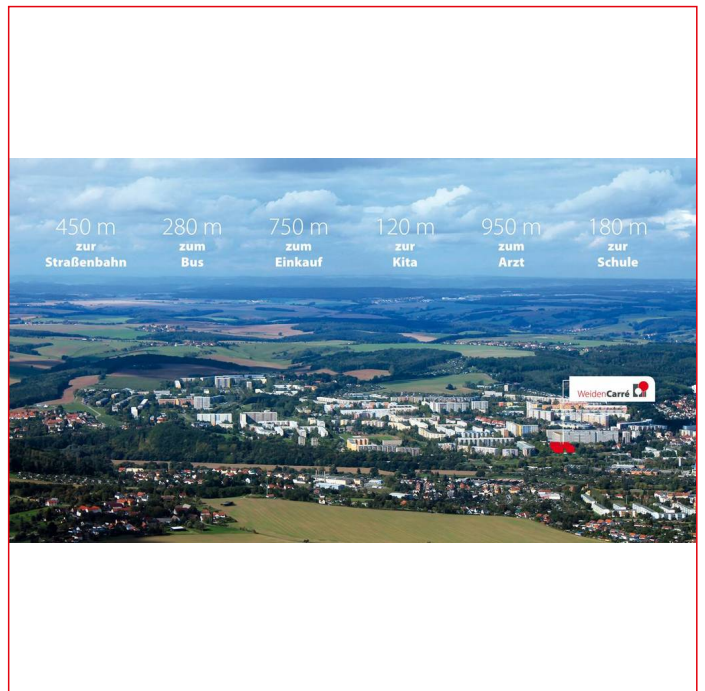 450 m
zur
Straßenbahn
280 m
zum
Bus
750 m
zum
Einkauf
120 m
zur
Kita
950 m
zum
Arzt
180 m
zur
Schule
WeidenCarré